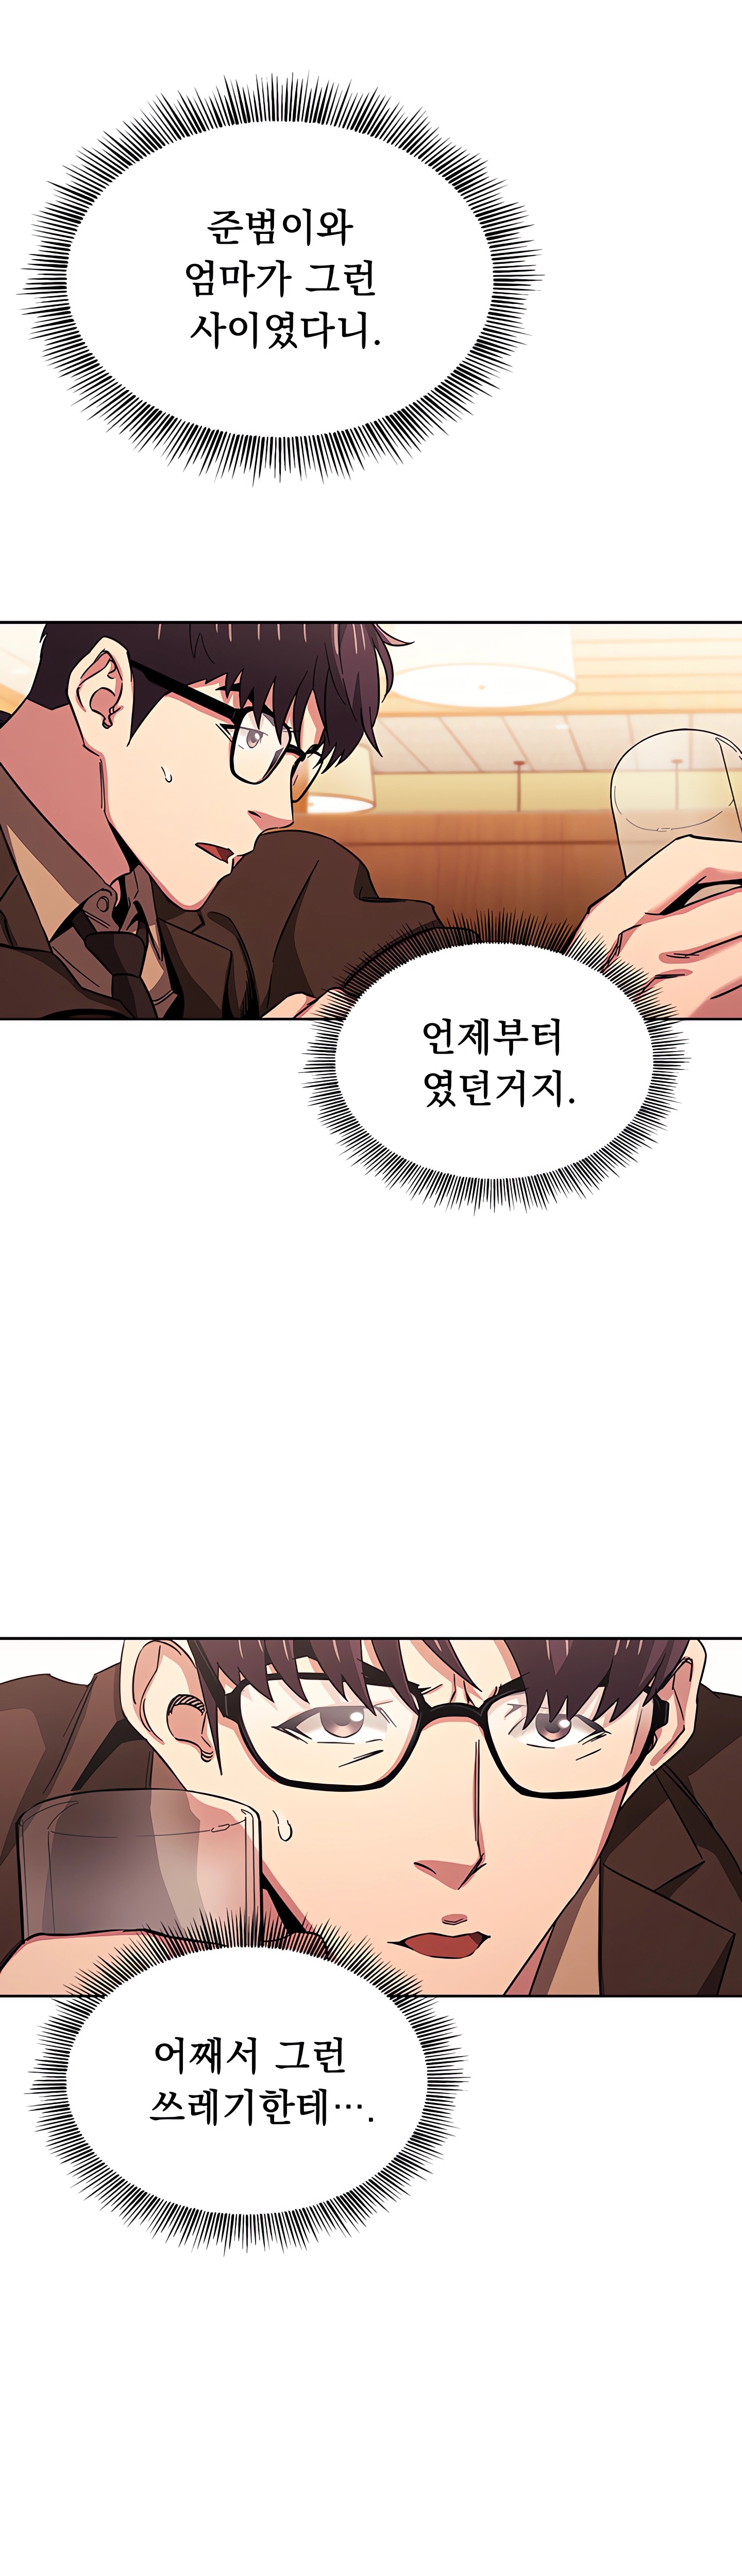 준범이와
엄마가 그런
사이였다니.
언제부터
였던거지.
어째서 그런
쓰레기한테….